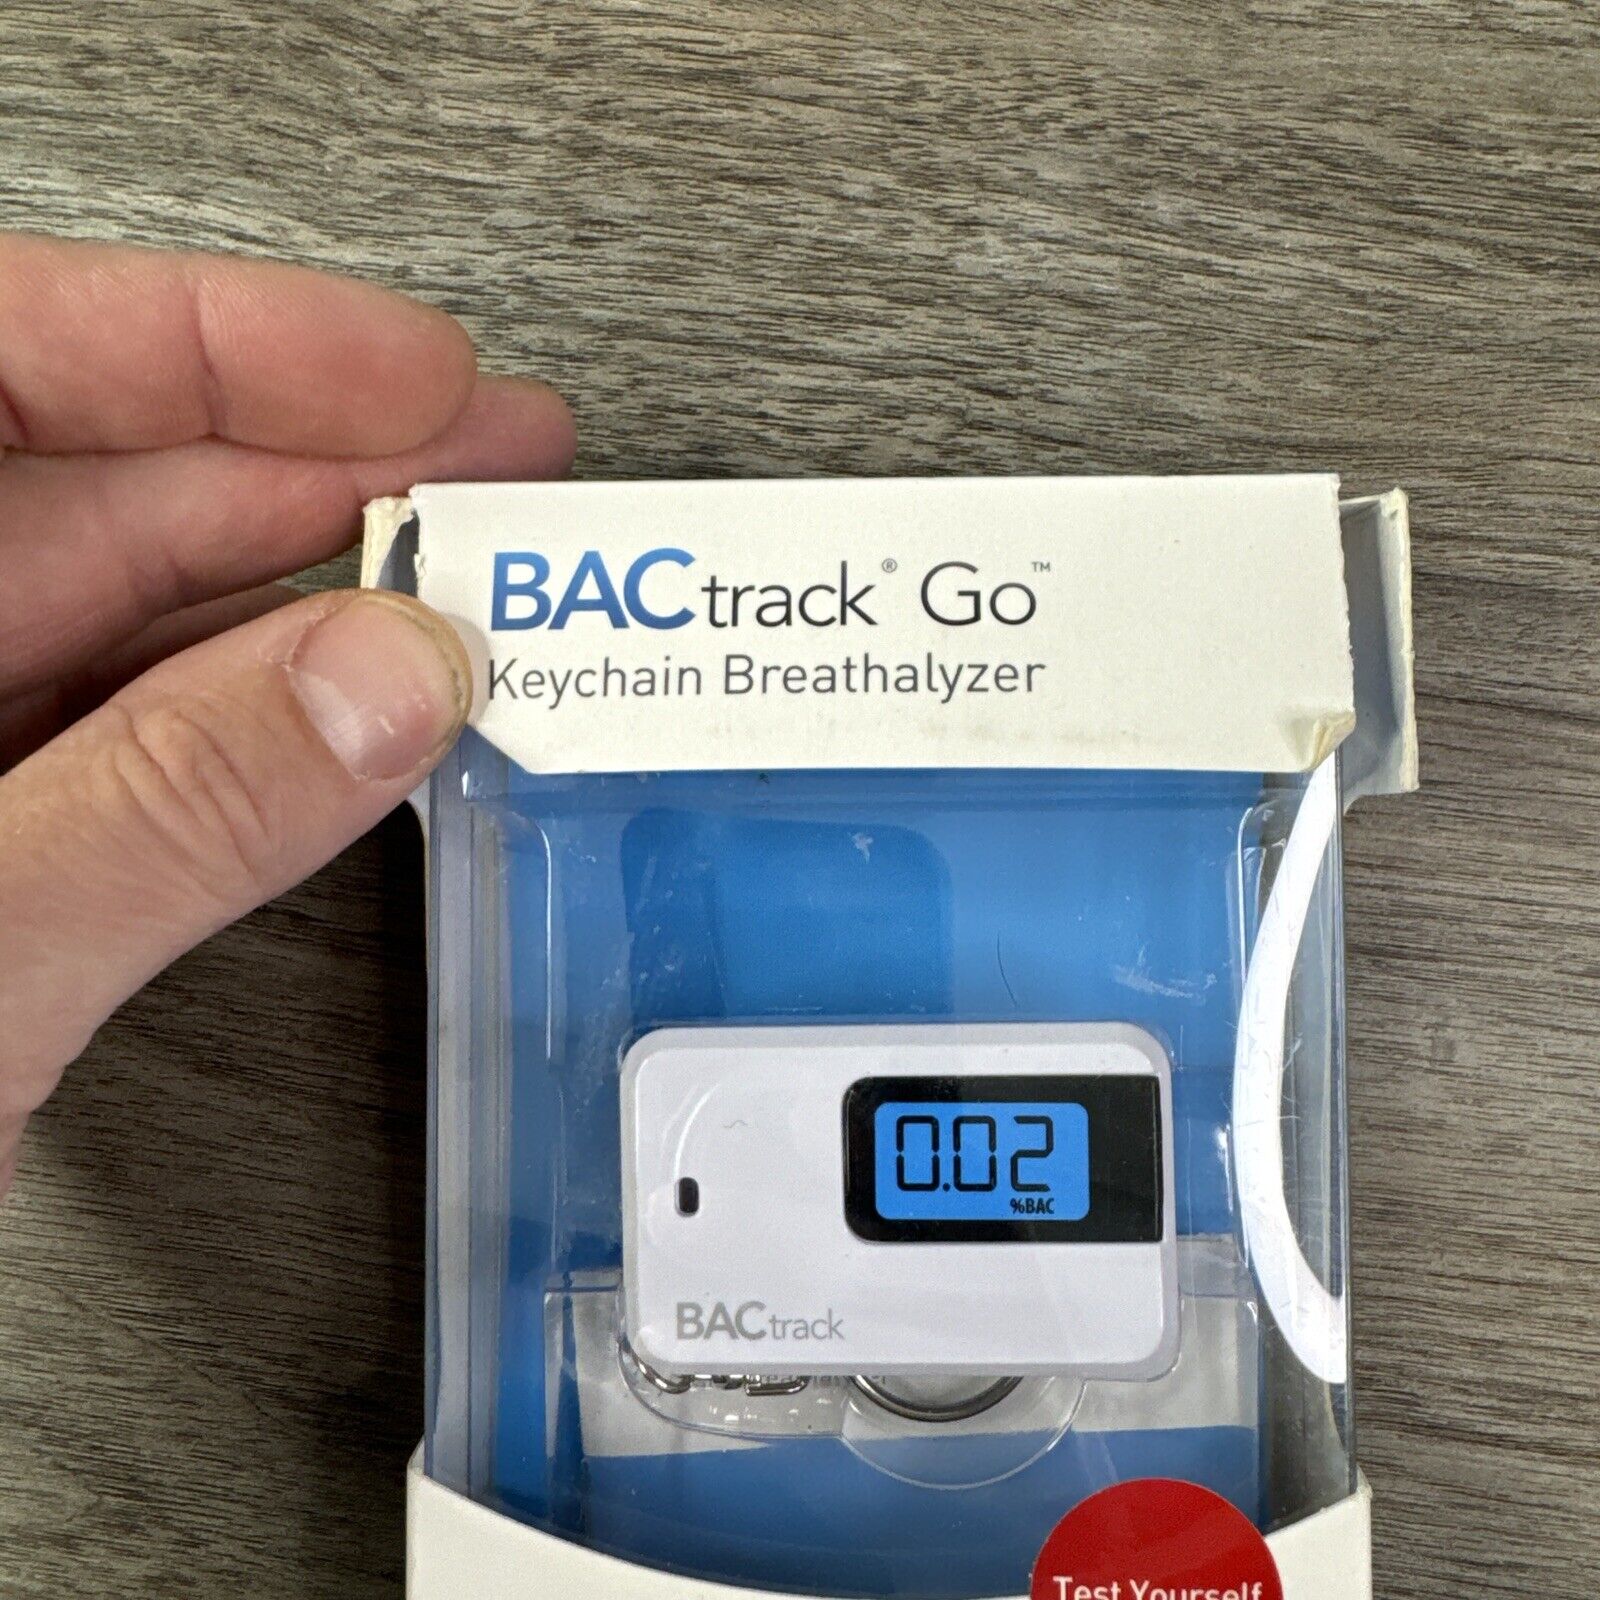 BACtrack® Go™
Keychain Breathalyzer
0.02
%BAC
BACtrack
Test Yourself